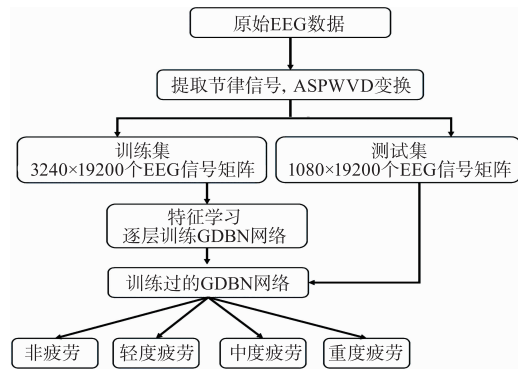 原始EEG数据
提取节律信号, ASPWVD变换
训练集
3240×19200个EEG信号矩阵
测试集
1080×19200个EEG信号矩阵
特征学习
逐层训练GDBN网络
训练过的GDBN网络
非疲劳
轻度疲劳
中度疲劳
重度疲劳